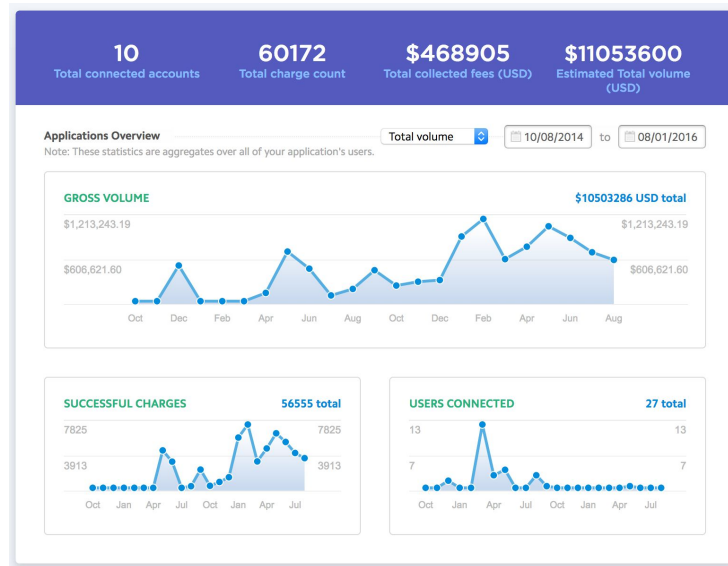 10
Total connected accounts
60172
Total charge count
$468905
Total collected fees (USD)
$11053600
Estimated Total volume
(USD)
Applications Overview
Total volume
10/08/2014 to 08/01/2016
Note: These statistics are aggregates over all of your application's users.
GROSS VOLUME
$10503286 USD total
$1,213,243.19
$1,213,243.19
$606,621.60
$606,621.60
Oct Dec Feb Apr Jun Aug Oct Dec Feb Apr Jun Aug
SUCCESSFUL CHARGES
56555 total
7825
7825
3913
3913
Oct Jan Apr Jul Oct Jan Apr Jul
USERS CONNECTED
27 total
13
13
7
7
Oct Jan Apr Jul Oct Jan Apr Jul